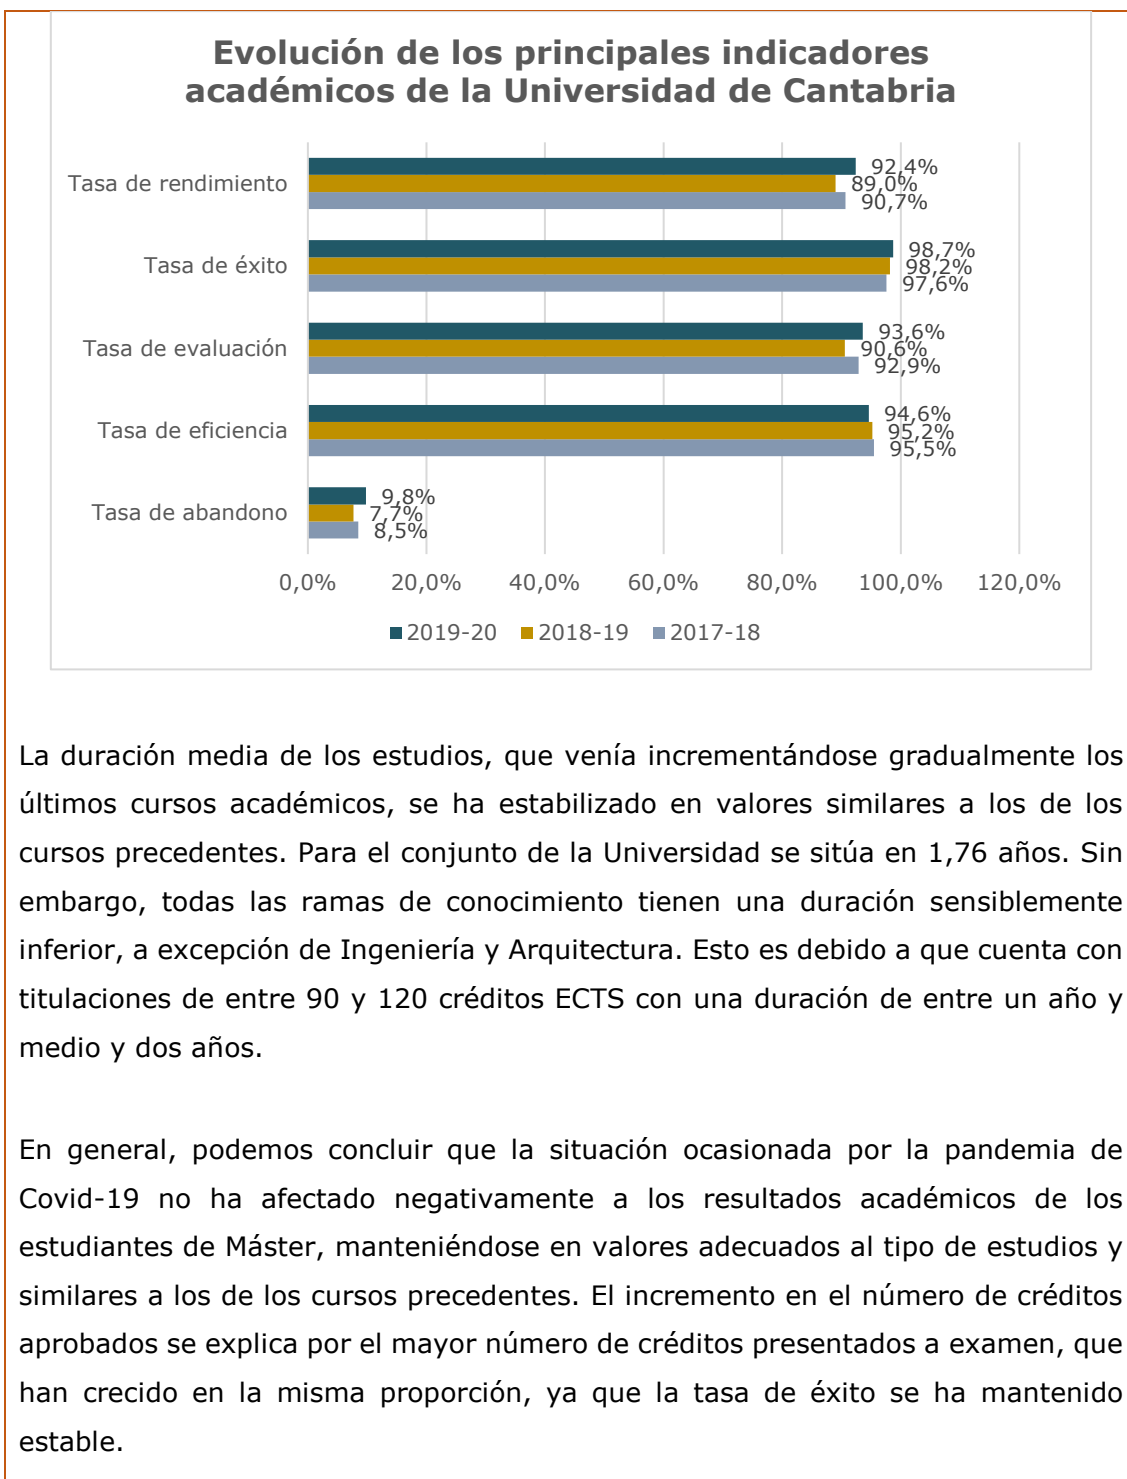 Evolución de los principales indicadores
académicos de la Universidad de Cantabria
Tasa de rendimiento
92,4%
89,0%
90,7%
Tasa de éxito
98,7%
98,2%
97,6%
Tasa de evaluación
93,6%
90,6%
92,9%
Tasa de eficiencia
94,6%
95,2%
95,5%
Tasa de abandono
9,8%
7,7%
8,5%
0,0% 20,0% 40,0% 60,0% 80,0% 100,0% 120,0%
2019-20 2018-19 2017-18
La duración media de los estudios, que venía incrementándose gradualmente los
últimos cursos académicos, se ha estabilizado en valores similares a los de los
cursos precedentes. Para el conjunto de la Universidad se sitúa en 1,76 años. Sin
embargo, todas las ramas de conocimiento tienen una duración sensiblemente
inferior, a excepción de Ingeniería y Arquitectura. Esto es debido a que cuenta con
titulaciones de entre 90 y 120 créditos ECTS con una duración de entre un año y
medio y dos años.
En general, podemos concluir que la situación ocasionada por la pandemia de
Covid-19 no ha afectado negativamente a los resultados académicos de los
estudiantes de Máster, manteniéndose en valores adecuados al tipo de estudios y
similares a los de los cursos precedentes. El incremento en el número de créditos
aprobados se explica por el mayor número de créditos presentados a examen, que
han crecido en la misma proporción, ya que la tasa de éxito se ha mantenido
estable.